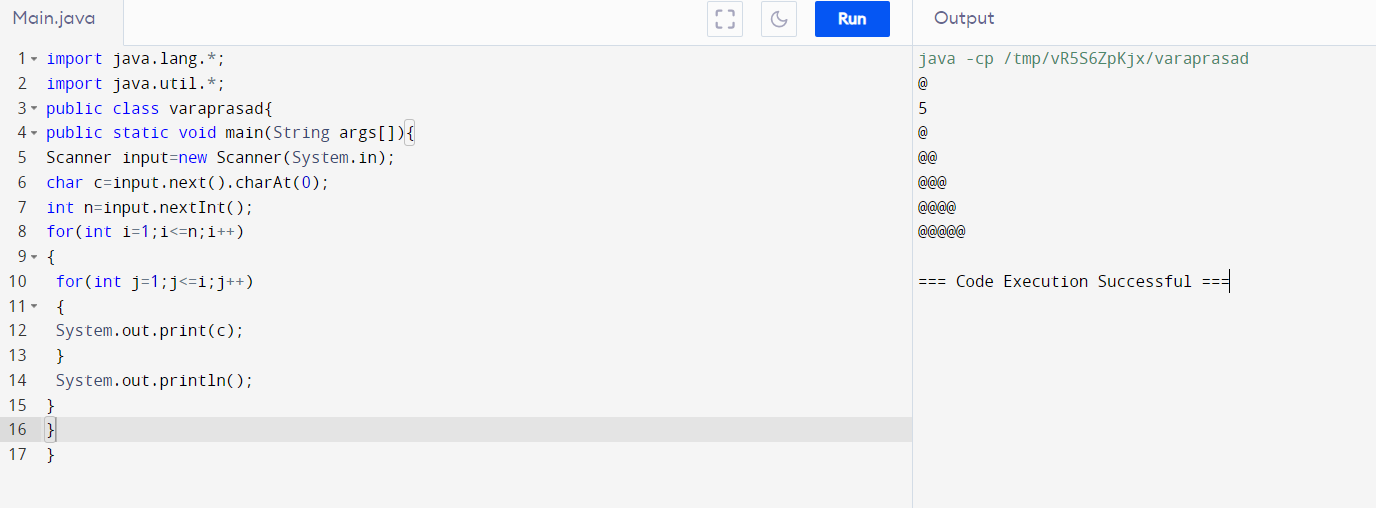 Main.java
Run
Output
1 import java.lang.*;
2 import java.util.*;
3 public class varaprasad{
4 public static void main(String args[]){
5 Scanner input=new Scanner(System.in);
6 char c=input.next().charAt(0);
7 int n=input.nextInt();
8 for(int i=1;i<=n;i++)
9 {
10  for(int j=1;j<=i;j++)
11  {
12  System.out.print(c);
13  }
14  System.out.println();
15 }
16 }
17 }
java -cp /tmp/vR5S6ZpKjx/varaprasad
@
5
@
@@
@@@
@@@@
@@@@@
=== Code Execution Successful ===